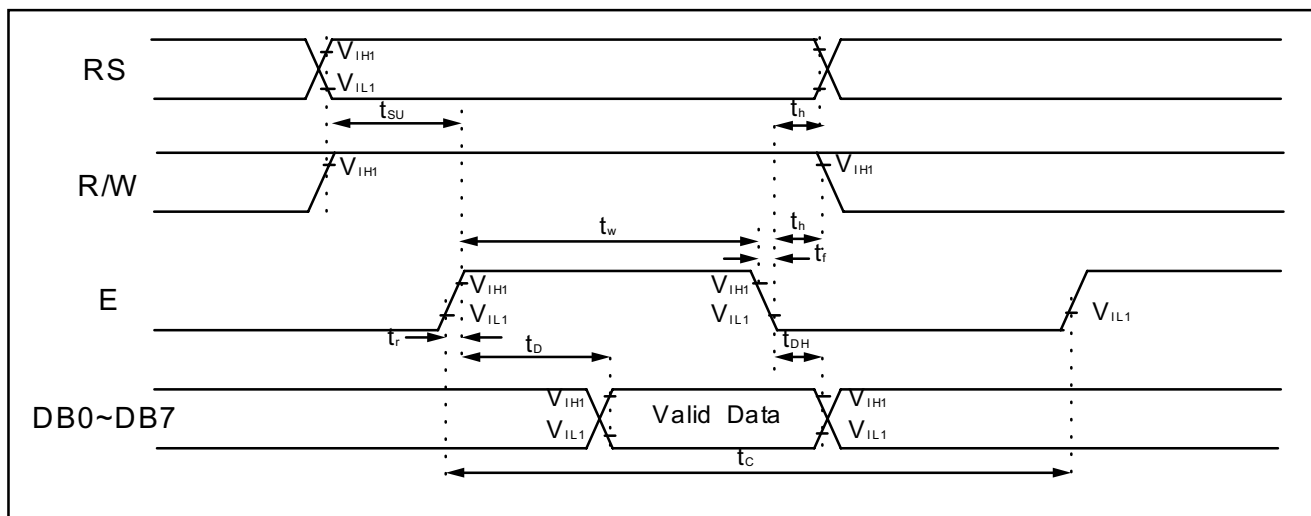 RS
VIH1
VIL1
tSU
th
R/W
VIH1
VIH1
tw
th
tf
E
VIH1
VIL1
VIH1
VIL1
VIL1
tr
tD
tDH
DB0~DB7
VIH1
VIL1
Valid Data
VIH1
VIL1
tC